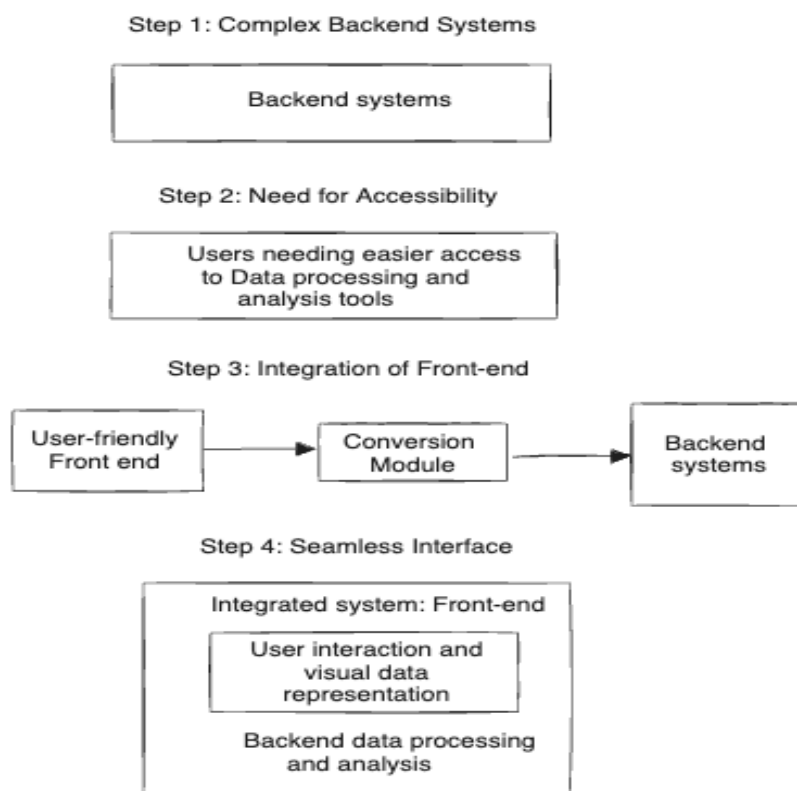 Step 1: Complex Backend Systems
Backend systems
Step 2: Need for Accessibility
Users needing easier access
to Data processing and
analysis tools
Step 3: Integration of Front-end
User-friendly
Front end
Conversion
Module
Backend
systems
Step 4: Seamless Interface
Integrated system: Front-end
User interaction and
visual data
representation
Backend data processing
and analysis